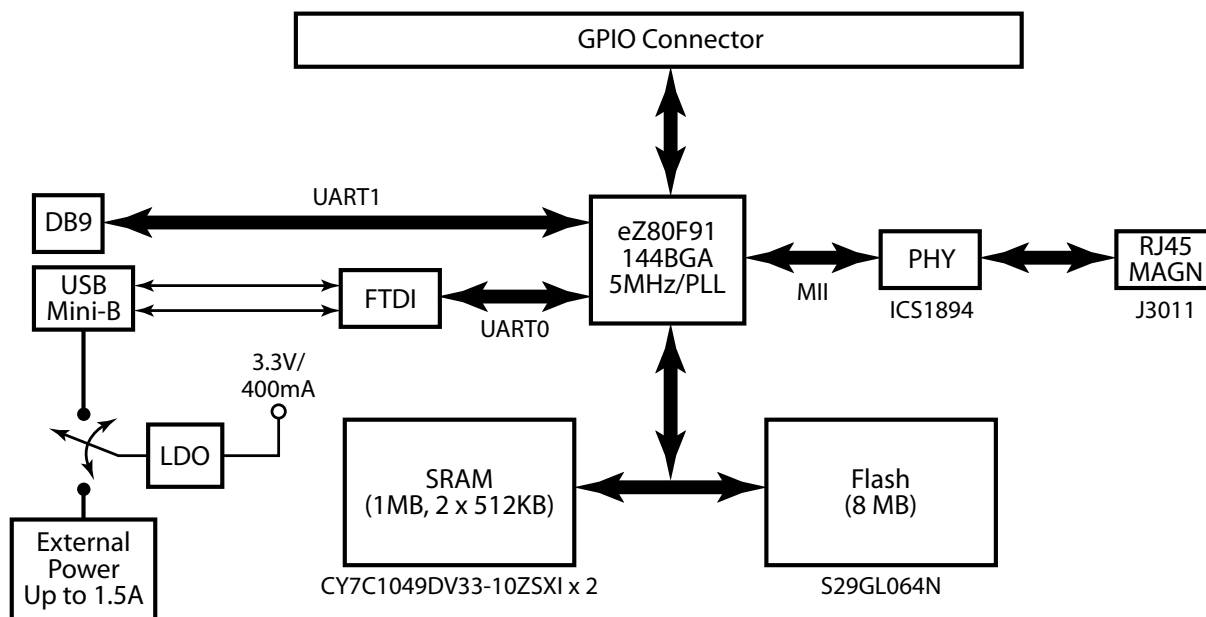 GPIO Connector
UART1
DB9
eZ80F91
144BGA
5MHz/PLL
PHY
RJ45
MAGN
MII
ICS1894
J3011
USB
Mini-B
FTDI
UART0
3.3V/
400mA
LDO
SRAM
(1MB, 2 x 512KB)
Flash
(8 MB)
External
Power
Up to 1.5A
CY7C1049DV33-10ZSXI x 2
S29GL064N